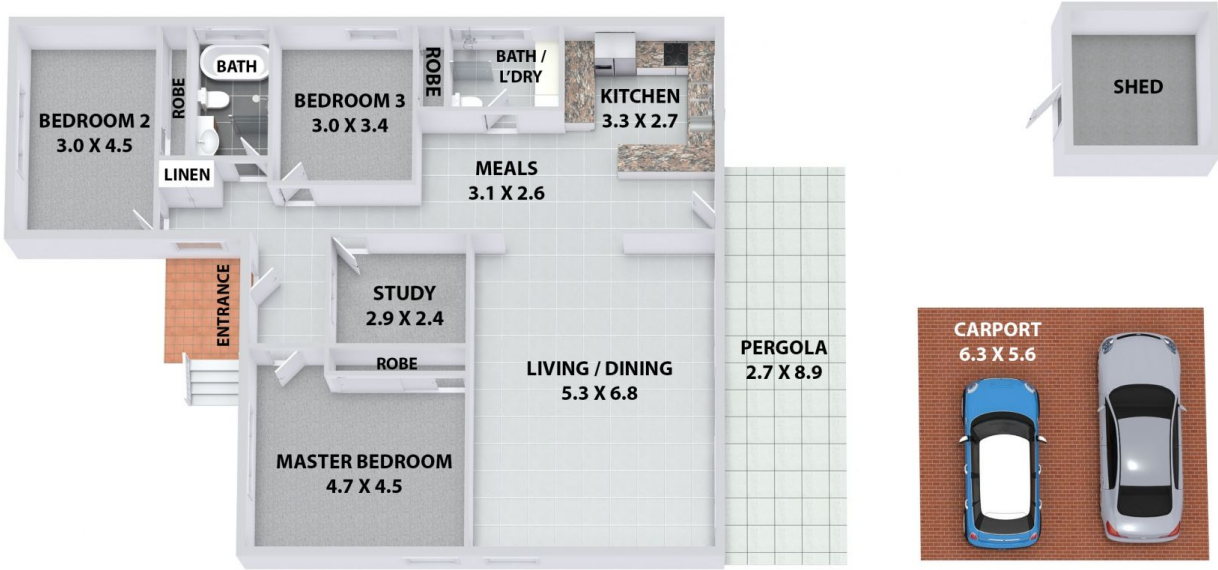 BEDROOM 2
3.0 X 4.5
ROBE
BATH
BEDROOM 3
3.0 X 3.4
ROBE
BATH /
L'DRY
KITCHEN
3.3 X 2.7
SHED
LINEN
MEALS
3.1 X 2.6
ENTRANCE
STUDY
2.9 X 2.4
ROBE
LIVING / DINING
5.3 X 6.8
PERGOLA
2.7 X 8.9
CARPORT
6.3 X 5.6
MASTER BEDROOM
4.7 X 4.5